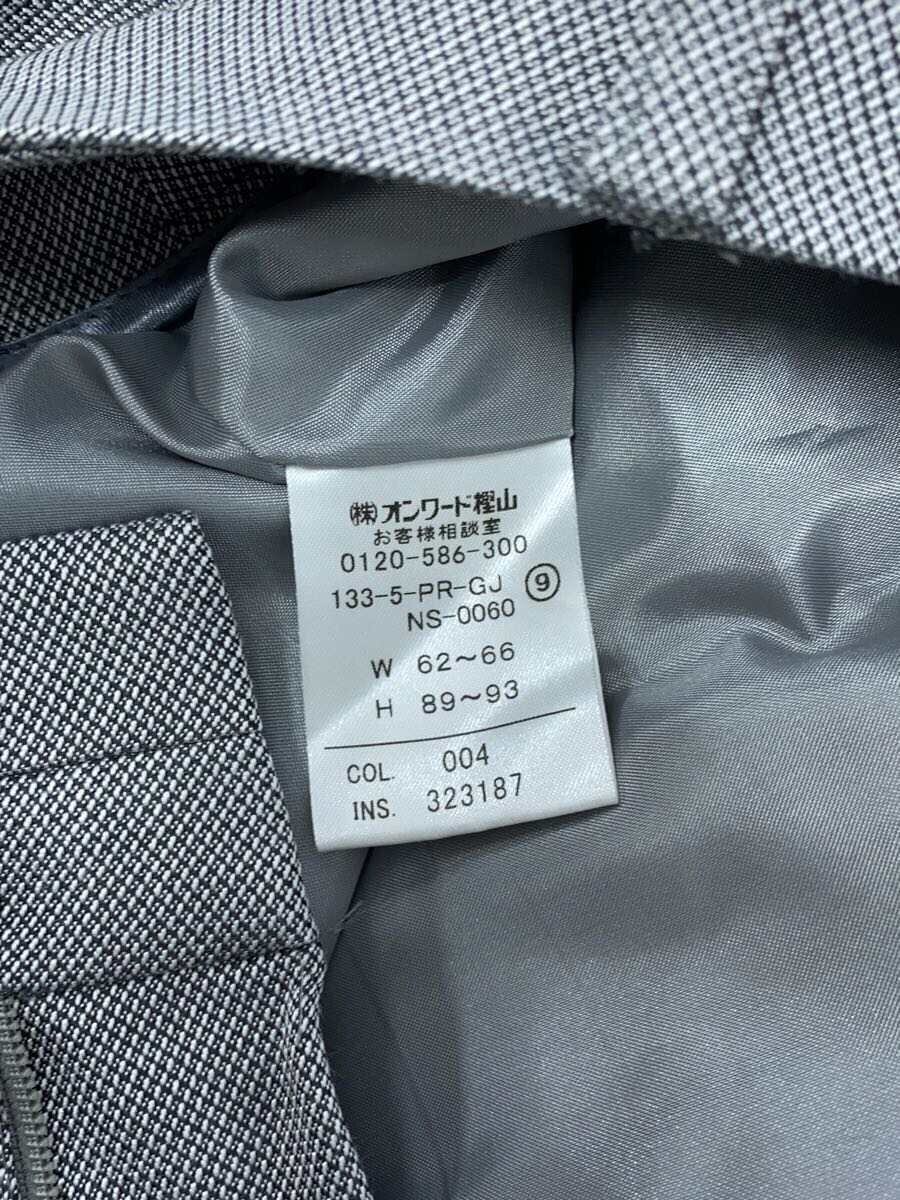 ㈱オンワード樫山
お客様相談室
0120-586-300
133-5-PR-GJ ⑨
NS-0060
W 62～66
H 89～93
COL. 004
INS. 323187